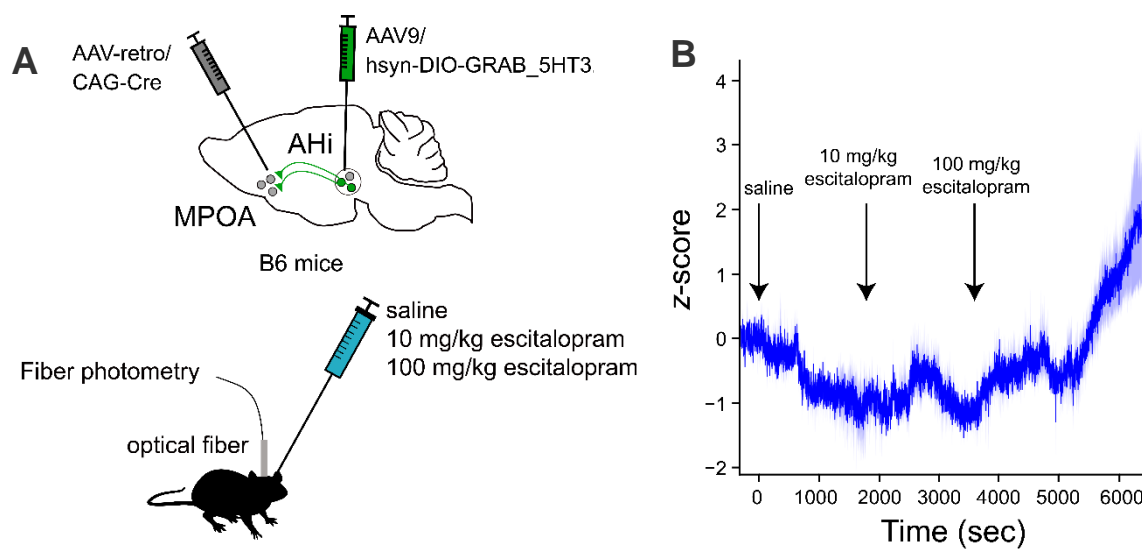 A
AAV-retro/
CAG-Cre
AAV9/
hsyn-DIO-GRAB_5HT3.
AHi
MPOA
B6 mice
saline
10 mg/kg escitalopram
100 mg/kg escitalopram
Fiber photometry
optical fiber
B
z-score
4
3
2
1
0
−1
−2
saline
10 mg/kg
escitalopram
100 mg/kg
escitalopram
0 1000 2000 3000 4000 5000 6000
Time (sec)